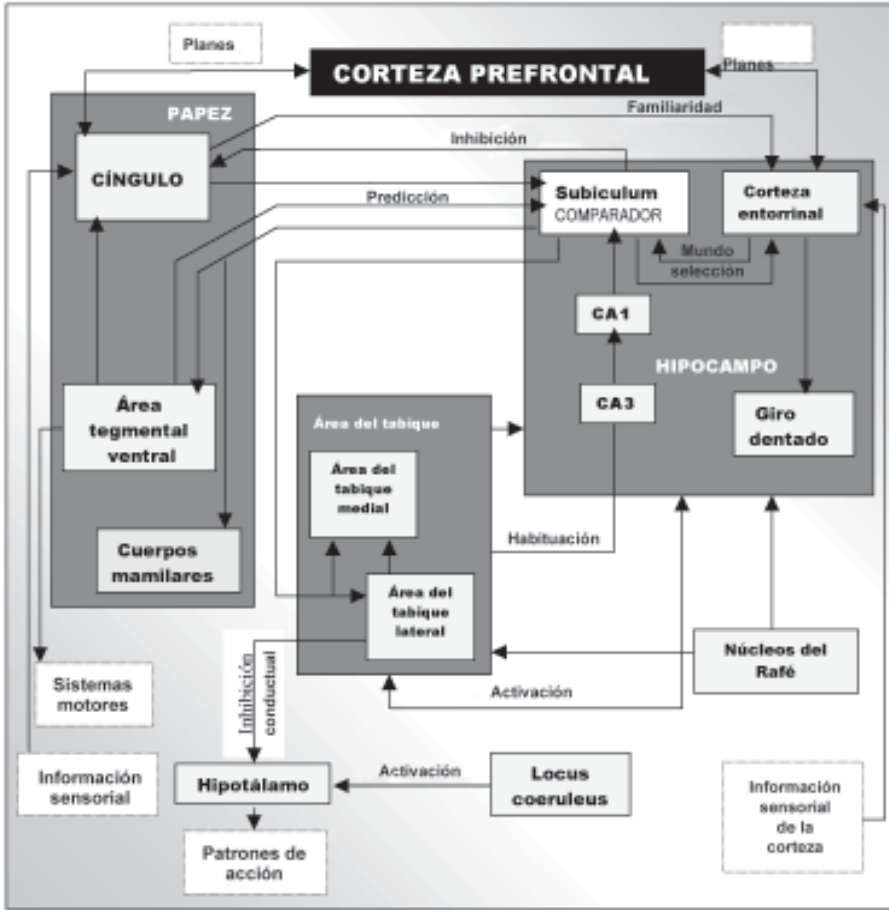 Planes
CORTEZA PREFRONTAL
Planes
PAPEZ
Familiaridad
Inhibición
CÍNGULO
Subiculum
COMPARADOR
Corteza
entorrinal
Predicción
Mundo
selección
CA1
HIPOCAMPO
CA3
Área
tegmental
ventral
Área del tabique
Giro
dentado
Área del
tabique
medial
Habituación
Cuerpos
mamilares
Área del
tabique
lateral
Núcleos del
Rafé
Inhibición
conductual
Sistemas
motores
Activación
Información
sensorial
Hipotálamo
Activación
Locus
coeruleus
Información
sensorial
de la
corteza
Patrones de
acción